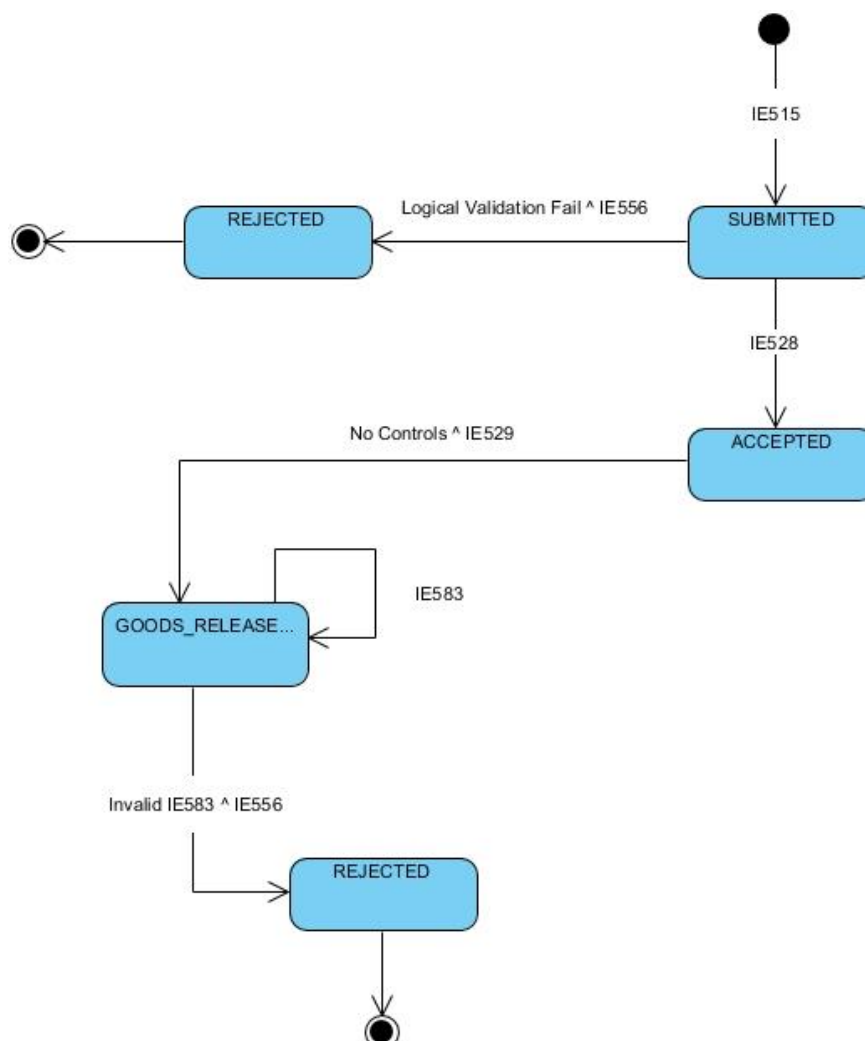 IE515
Logical Validation Fail ^ IE556
REJECTED
SUBMITTED
IE528
No Controls ^ IE529
ACCEPTED
IE583
GOODS_RELEASE...
Invalid IE583 ^ IE556
REJECTED